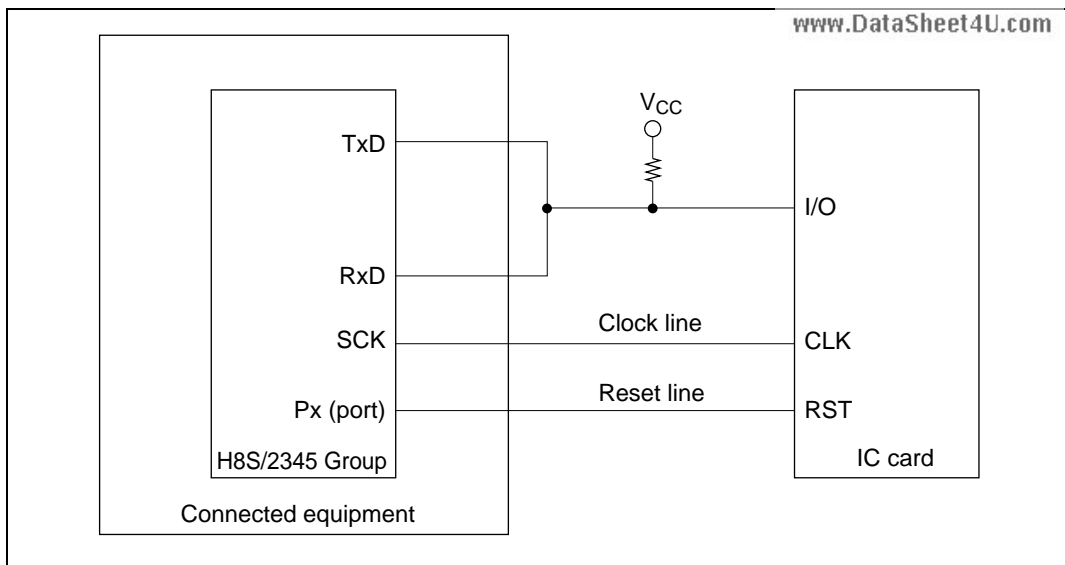 www.DataSheet4U.com
VCC
TxD
I/O
RxD
Clock line
SCK
CLK
Reset line
Px (port)
RST
H8S/2345 Group
IC card
Connected equipment